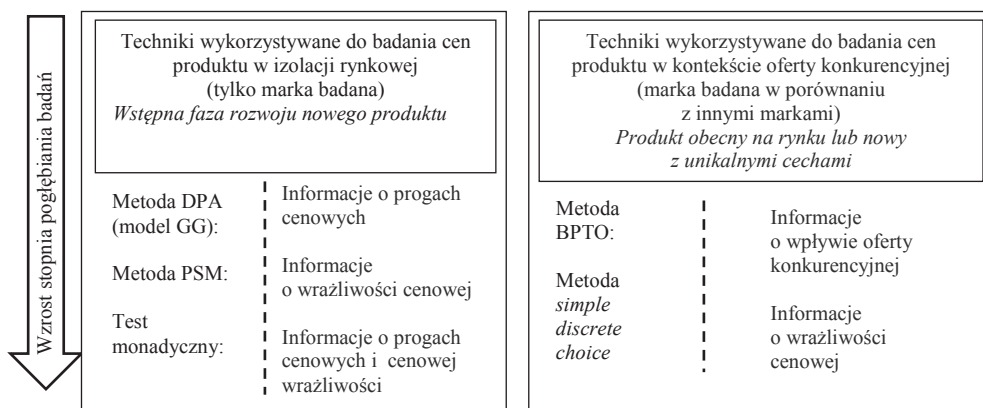 Wzrost stopnia pogłębiania badań
Techniki wykorzystywane do badania cen
produktu w izolacji rynkowej
(tylko marka badana)
Wstępna faza rozwoju nowego produktu
Metoda DPA
(model GG):
Informacje o progach
cenowych
Metoda PSM:
Informacje
o wrażliwości cenowej
Test
monadyczny:
Informacje o progach
cenowych i cenowej
wrażliwości
Techniki wykorzystywane do badania cen
produktu w kontekście oferty konkurencyjnej
(marka badana w porównaniu
z innymi markami)
Produkt obecny na rynku lub nowy
z unikalnymi cechami
Metoda
BPTO:
Informacje
o wpływie oferty
konkurencyjnej
Metoda
simple
discrete
choice
Informacje
o wrażliwości
cenowej